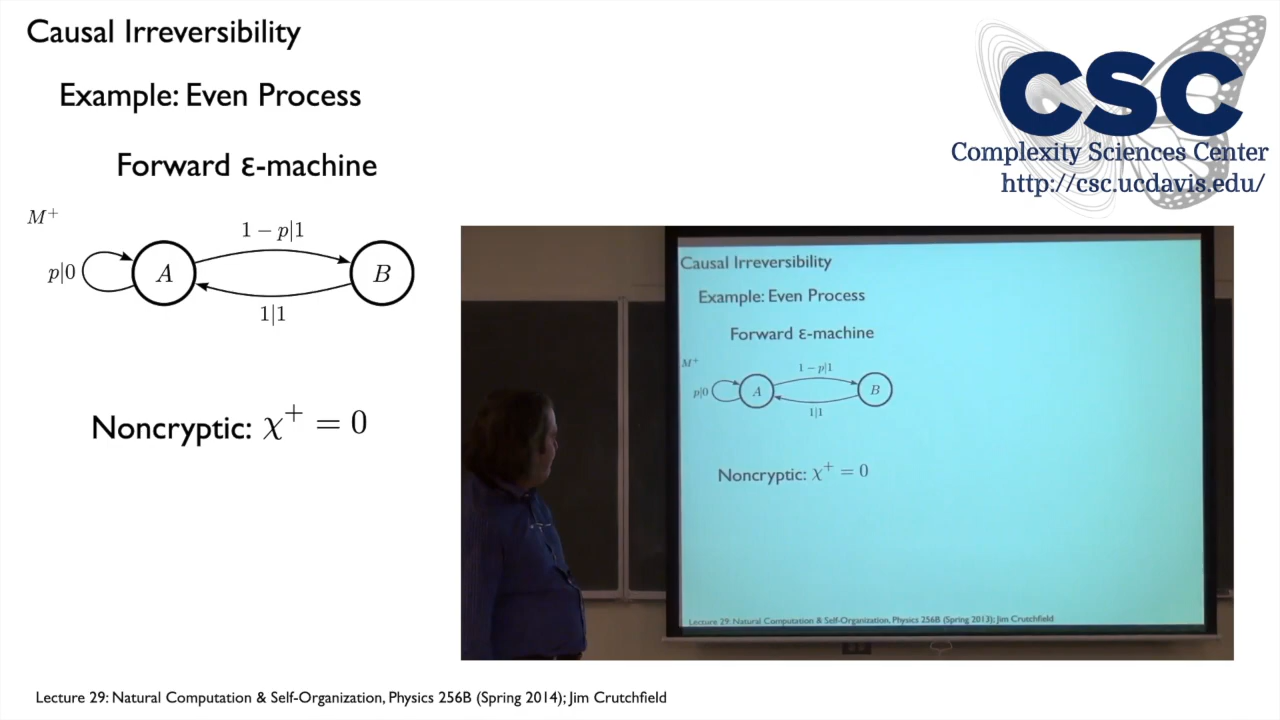 Causal Irreversibility
Example: Even Process
Forward ε-machine
M⁺
1 − p|1
p|0
A
B
1|1
Noncryptic: χ⁺ = 0
CSC
Complexity Sciences Center
http://csc.ucdavis.edu/
Causal Irreversibility
Example: Even Process
Forward ε-machine
M⁺
1 − p|1
p|0
A
B
1|1
Noncryptic: χ⁺ = 0
Lecture 29: Natural Computation & Self-Organization, Physics 256B (Spring 2013); Jim Crutchfield
Lecture 29: Natural Computation & Self-Organization, Physics 256B (Spring 2014); Jim Crutchfield